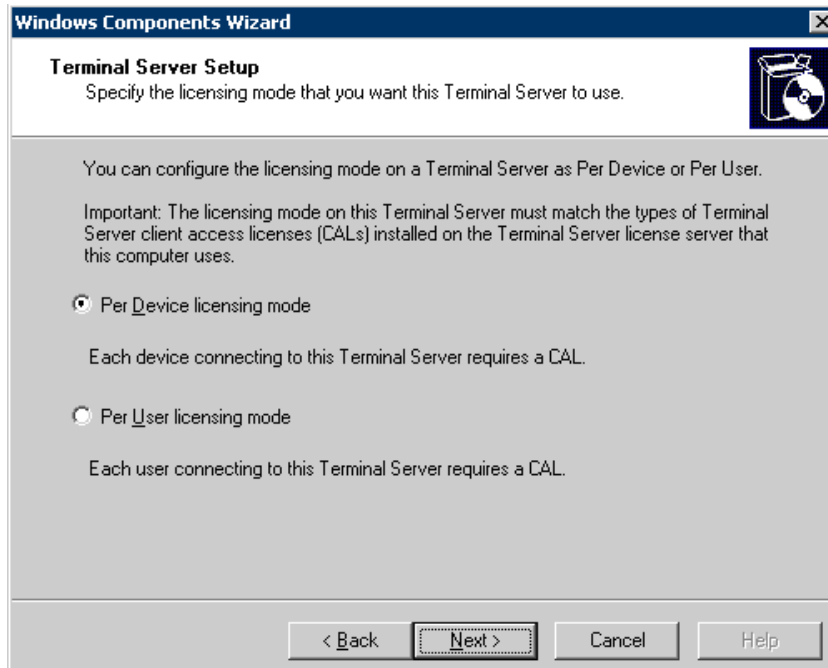 Windows Components Wizard
Terminal Server Setup
Specify the licensing mode that you want this Terminal Server to use.
You can configure the licensing mode on a Terminal Server as Per Device or Per User.
Important: The licensing mode on this Terminal Server must match the types of Terminal
Server client access licenses (CALs) installed on the Terminal Server license server that
this computer uses.
Per Device licensing mode
Each device connecting to this Terminal Server requires a CAL.
Per User licensing mode
Each user connecting to this Terminal Server requires a CAL.
< Back Next > Cancel Help